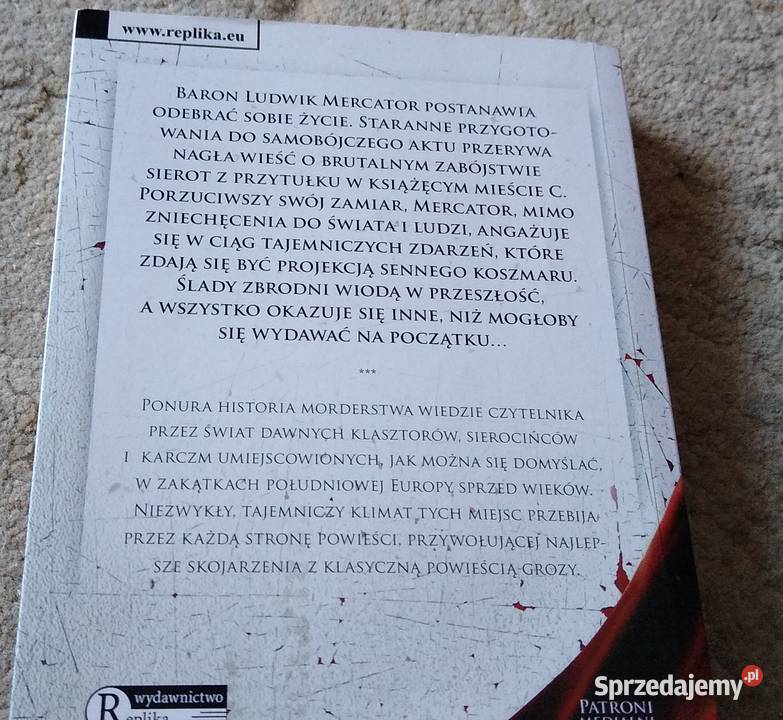 www.replika.eu
Baron Ludwik Mercator postanawia
odebrać sobie życie. Staranne przygoto-
wania do samobójczego aktu przerywa
nagła wieść o brutalnym zabójstwie
sierot z przytułku w książęcym mieście C.
Porzuciwszy swój zamiar, Mercator, mimo
zniechęcenia do świata i ludzi, angażuje
się w ciąg tajemniczych zdarzeń, które
zdają się być projekcją sennego koszmaru.
Ślady zbrodni wiodą w przeszłość,
a wszystko okazuje się inne, niż mogłoby
się wydawać na początku...
***
Ponura historia morderstwa wiedzie czytelnika
przez świat dawnych klasztorów, sierocińców
i karczm umiejscowionych, jak można się domyślać,
w zakątkach południowej Europy sprzed wieków.
Niezwykły, tajemniczy klimat tych miejsc przebija
przez każdą stronę powieści, przywołującej najlep-
sze skojarzenia z klasyczną powieścią grozy.
wydawnictwo
Replika
Sprzedajemy.pl
Patroni